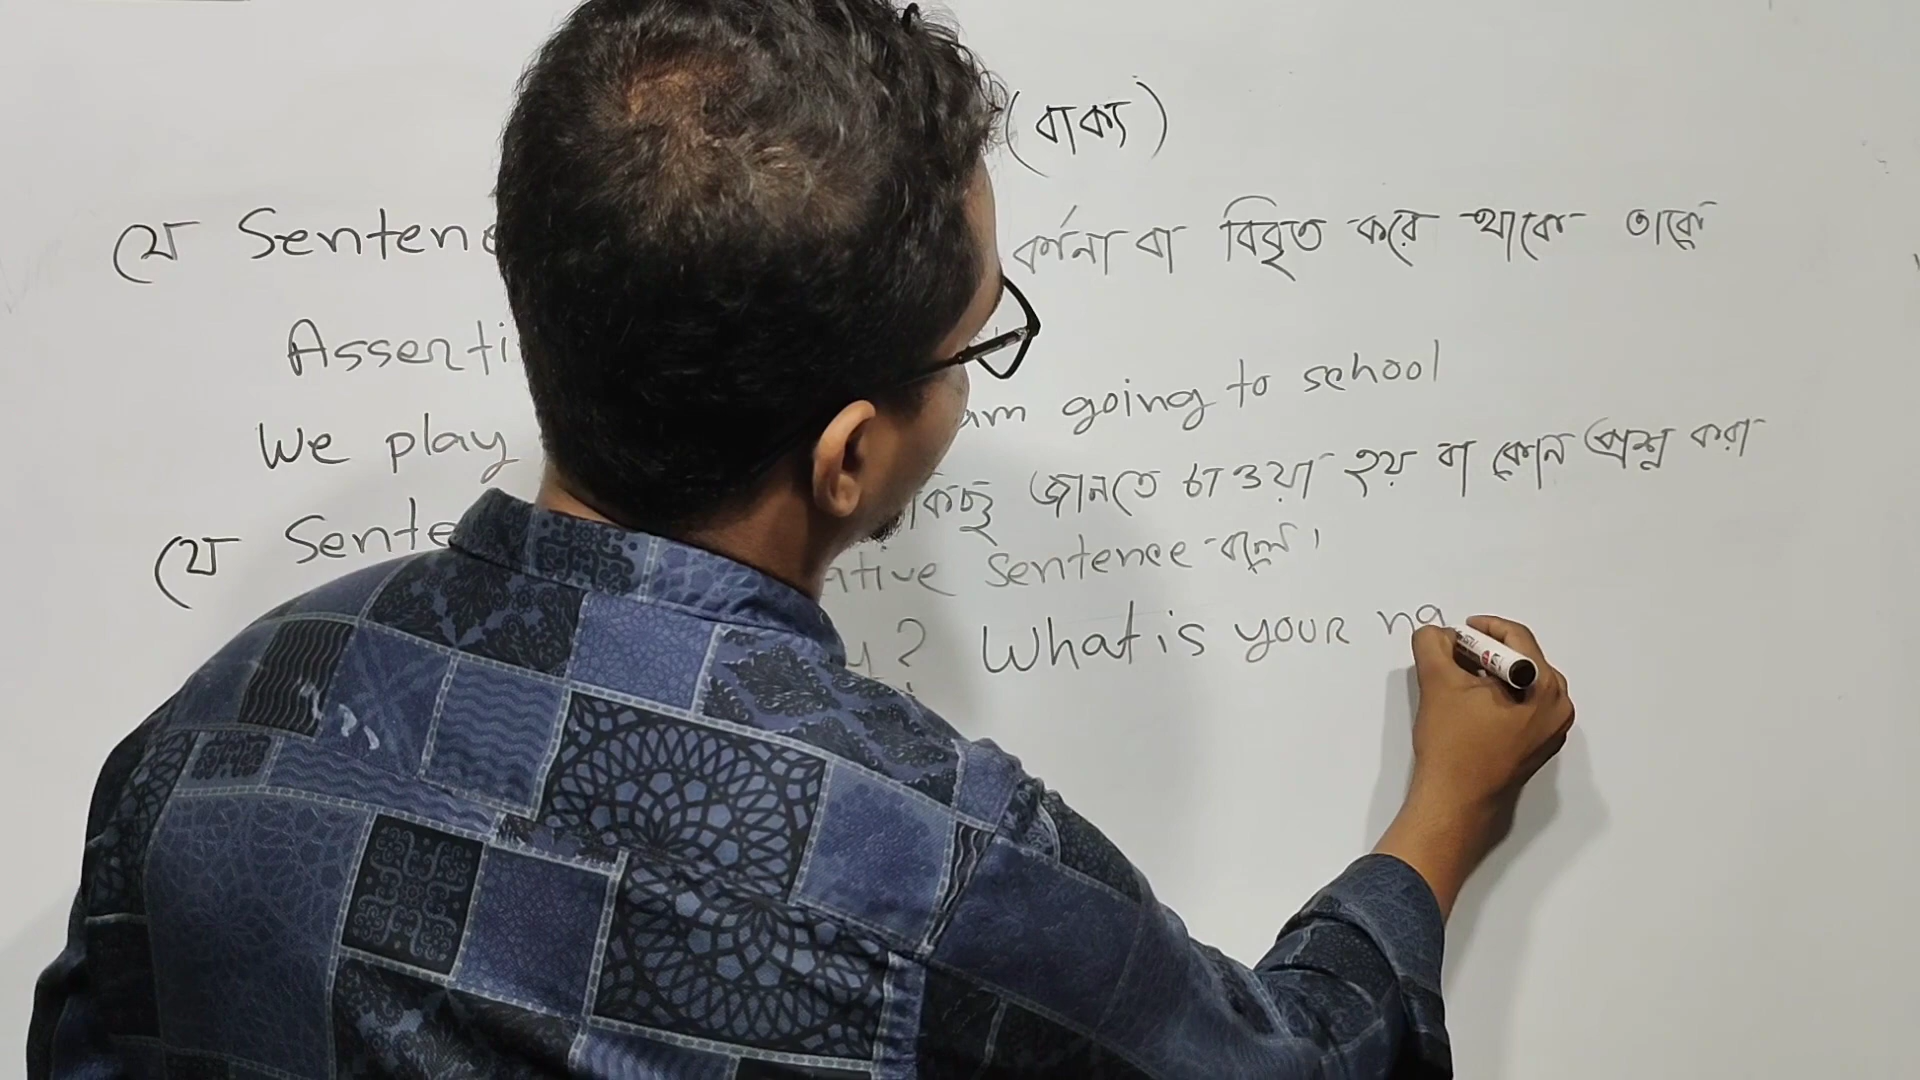 (বাক্য)
যে Sentenc বর্ণনা বা বিবৃত করে থাকে তাকে
Asserti
We play am going to school
যে Sente কিছু জানতে চাওয়া হয় বা কোন প্রশ্ন করা
ative Sentence বলে।
y? What is your na